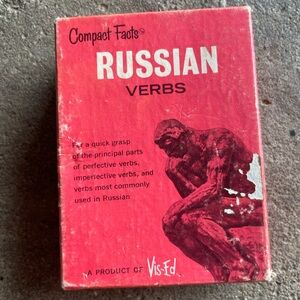 Compact Facts™
RUSSIAN
VERBS
For a quick grasp
of the principal parts
of perfective verbs,
imperfective verbs, and
verbs most commonly
used in Russian
A PRODUCT OF Vis-Ed